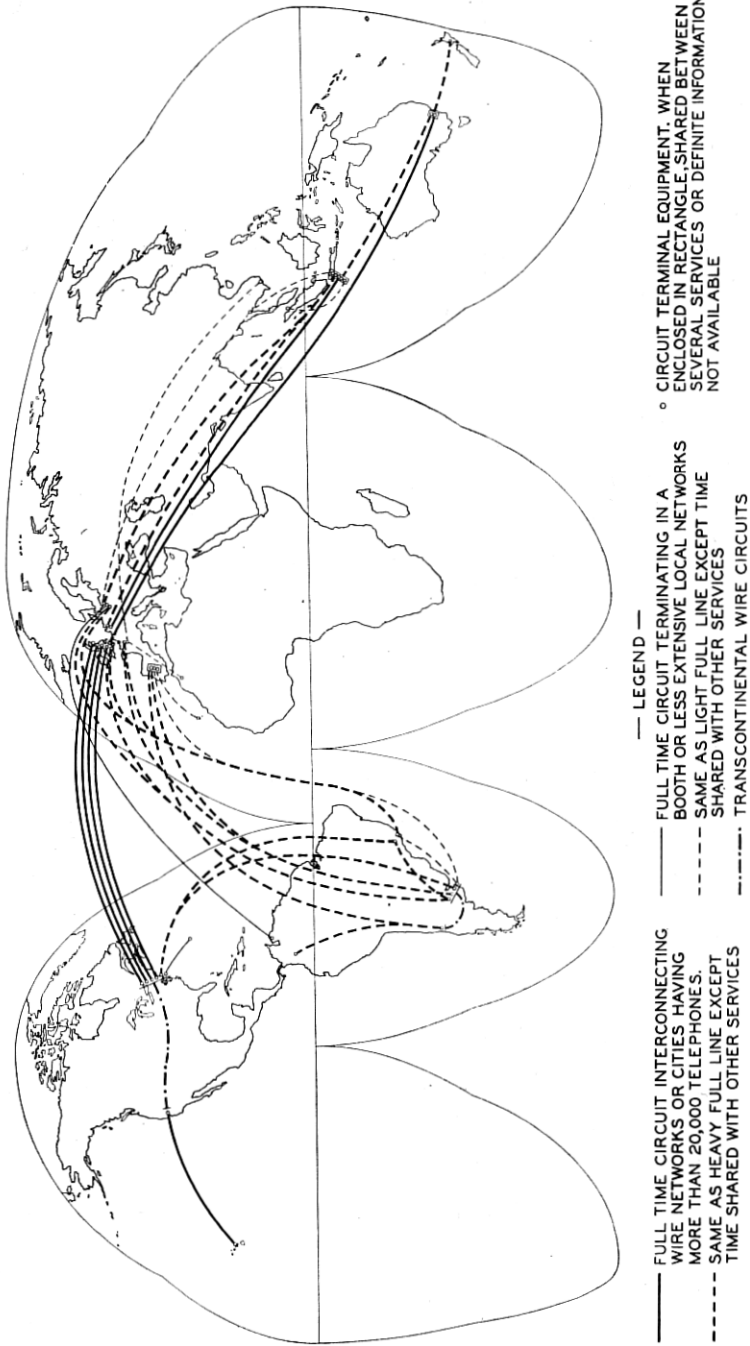 — LEGEND —
FULL TIME CIRCUIT INTERCONNECTING
WIRE NETWORKS OR CITIES HAVING
MORE THAN 20,000 TELEPHONES.
SAME AS HEAVY FULL LINE EXCEPT
TIME SHARED WITH OTHER SERVICES
FULL TIME CIRCUIT TERMINATING IN A
BOOTH OR LESS EXTENSIVE LOCAL NETWORKS
SAME AS LIGHT FULL LINE EXCEPT TIME
SHARED WITH OTHER SERVICES
TRANSCONTINENTAL WIRE CIRCUITS
CIRCUIT TERMINAL EQUIPMENT. WHEN
ENCLOSED IN RECTANGLE, SHARED BETWEEN
SEVERAL SERVICES OR DEFINITE INFORMATION
NOT AVAILABLE